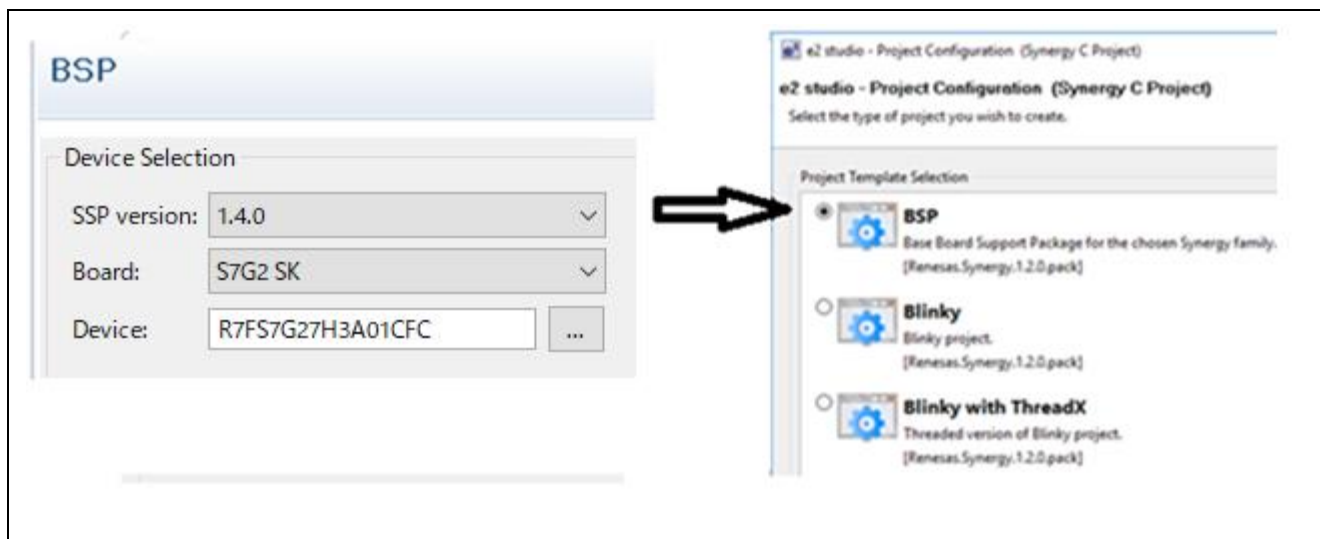 BSP
Device Selection
SSP version: 1.4.0
Board: S7G2 SK
Device: R7FS7G27H3A01CFC ...
e2 studio - Project Configuration (Synergy C Project)
e2 studio - Project Configuration (Synergy C Project)
Select the type of project you wish to create.
Project Template Selection
BSP
Base Board Support Package for the chosen Synergy family.
[Renesas.Synergy.1.2.0.pack]
Blinky
Blinky project.
[Renesas.Synergy.1.2.0.pack]
Blinky with ThreadX
Threaded version of Blinky project.
[Renesas.Synergy.1.2.0.pack]